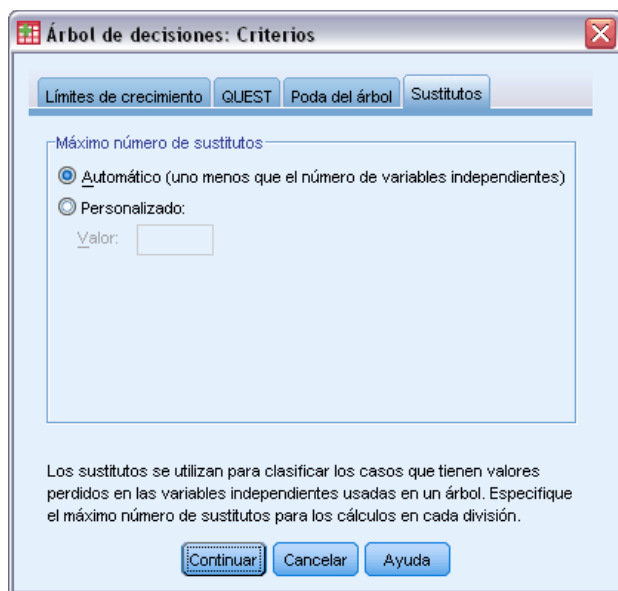 Árbol de decisiones: Criterios
Límites de crecimiento QUEST Poda del árbol Sustitutos
Máximo número de sustitutos
Automático (uno menos que el número de variables independientes)
Personalizado:
Valor:
Los sustitutos se utilizan para clasificar los casos que tienen valores
perdidos en las variables independientes usadas en un árbol. Especifique
el máximo número de sustitutos para los cálculos en cada división.
Continuar Cancelar Ayuda